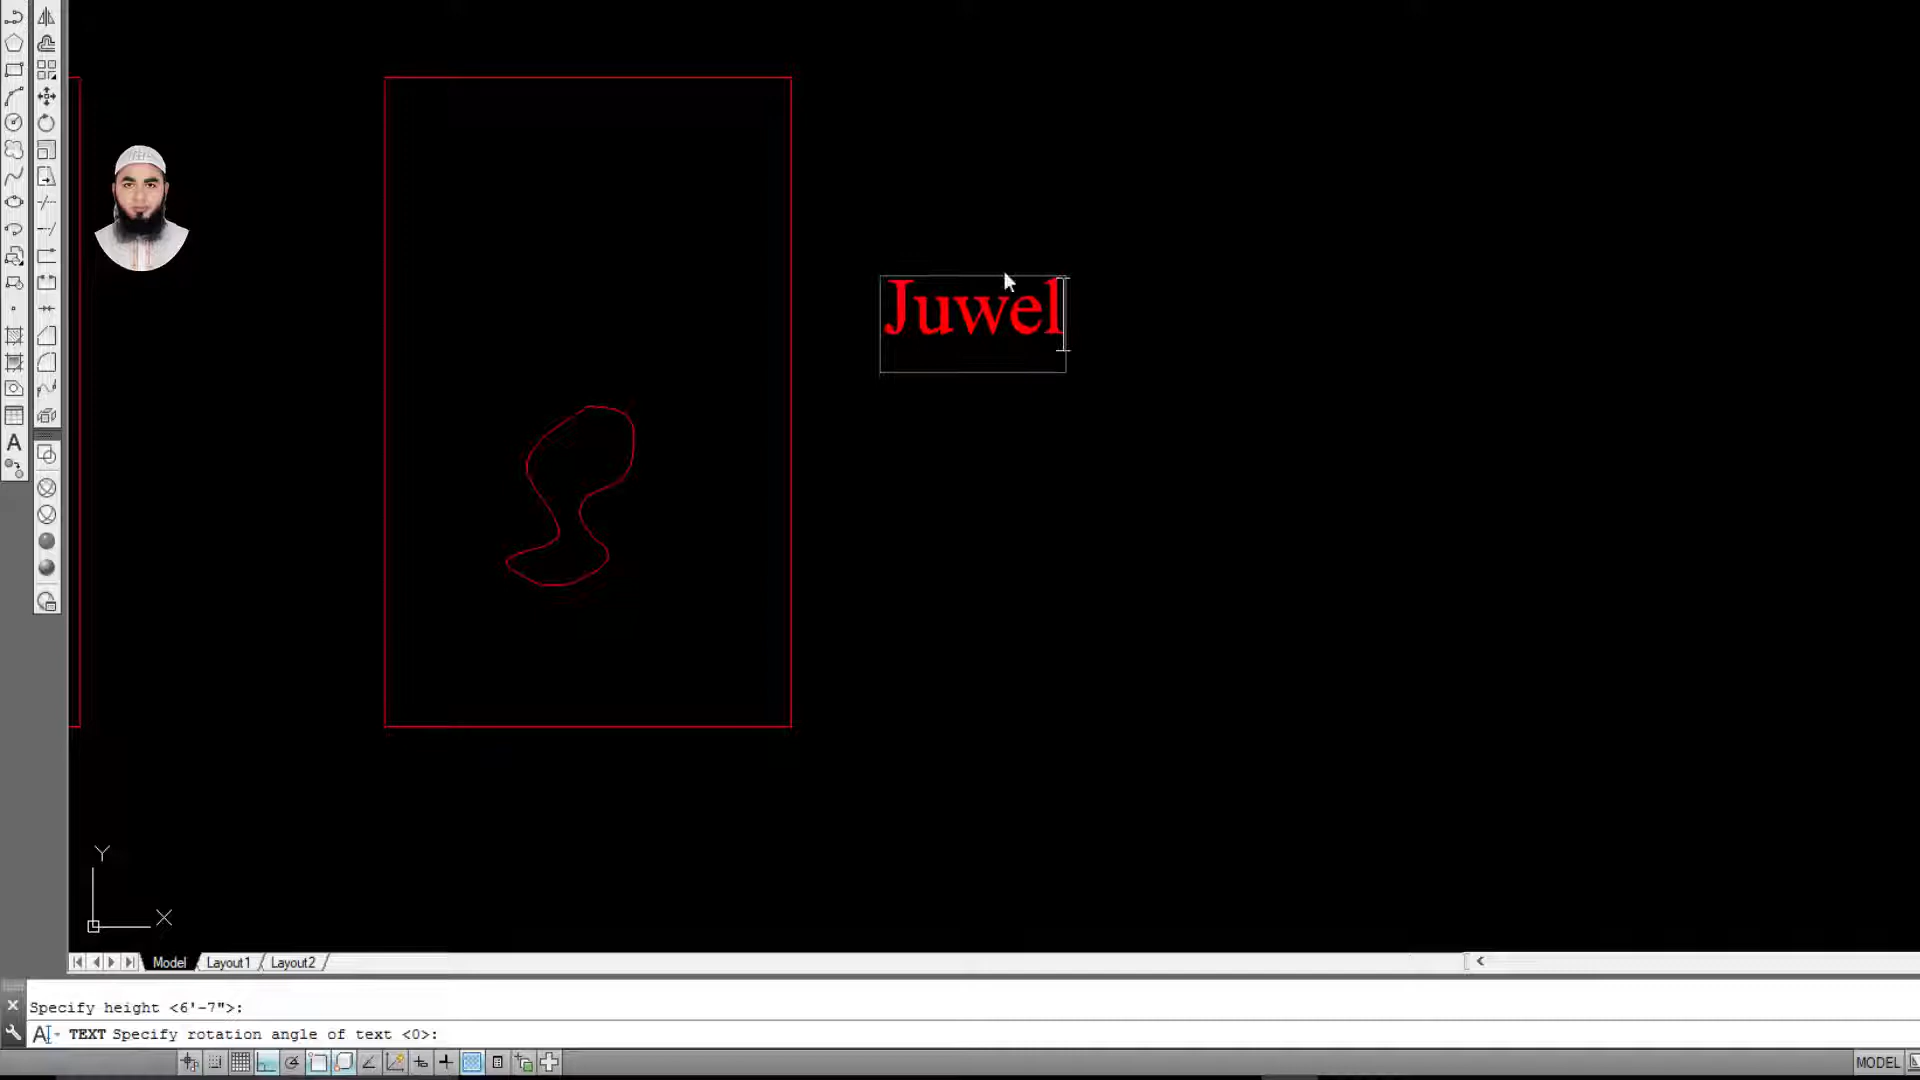 Juwel
Y
X
Model
Layout1
Layout2
Specify height <6'-7">:
TEXT Specify rotation angle of text <0>:
MODEL